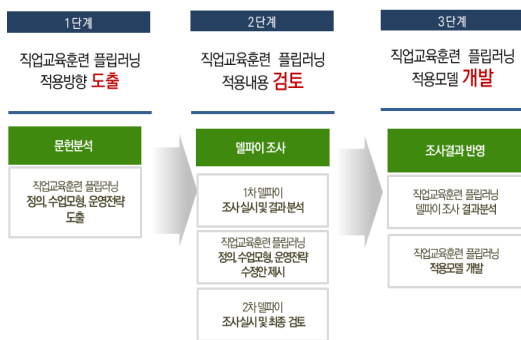 1단계
직업교육훈련 플립러닝
적용방향 도출
문헌분석
직업교육훈련 플립러닝
정의, 수업모형, 운영전략
도출
2단계
직업교육훈련 플립러닝
적용내용 검토
델파이 조사
1차 델파이
조사 실시 및 결과 분석
직업교육훈련 플립러닝
정의, 수업모형, 운영전략
수정안 제시
2차 델파이
조사 실시 및 최종 검토
3단계
직업교육훈련 플립러닝
적용모델 개발
조사결과 반영
직업교육훈련 플립러닝
델파이 조사 결과분석
직업교육훈련 플립러닝
적용모델 개발